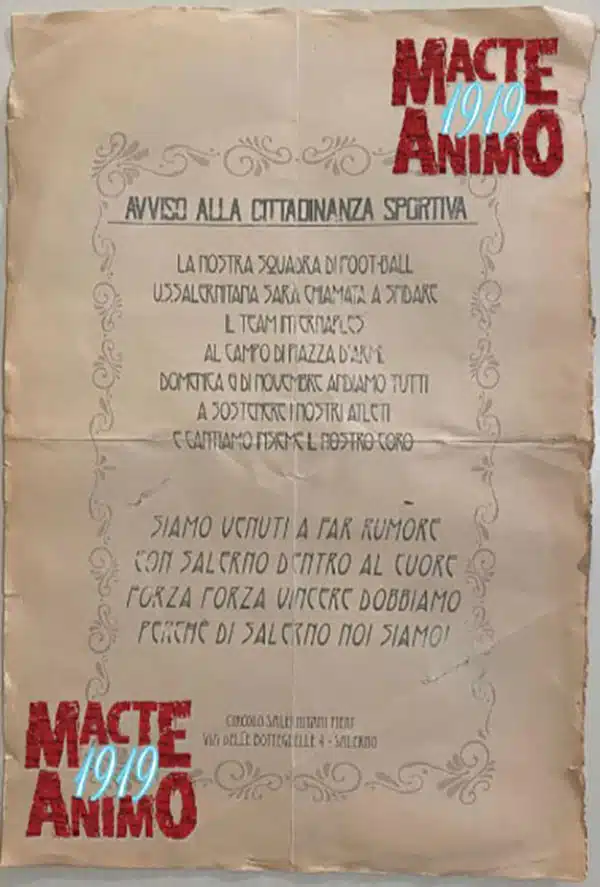 MACTE
1919
ANIMO
AVVISO ALLA CITTADINANZA SPORTIVA
LA NOSTRA SQUADRA DI FOOT-BALL
U.S.SALERNITANA SARÀ CHIAMATA A SFIDARE
IL TEAM INTERNAPLES
AL CAMPO DI PIAZZA D'ARMI
DOMENICA DI NOVEMBRE ANDIAMO TUTTI
A SOSTENERE I NOSTRI ATLETI
E CANTIAMO INSIEME IL NOSTRO CORO
SIAMO VENUTI A FAR RUMORE
CON SALERNO DENTRO AL CUORE
FORZA FORZA VINCERE DOBBIAMO
PERCHÈ DI SALERNO NOI SIAMO!
CIRCOLO SALERNITANI
VIA DELLE BOTTEGHELLE 4 - SALERNO
MACTE
1919
ANIMO